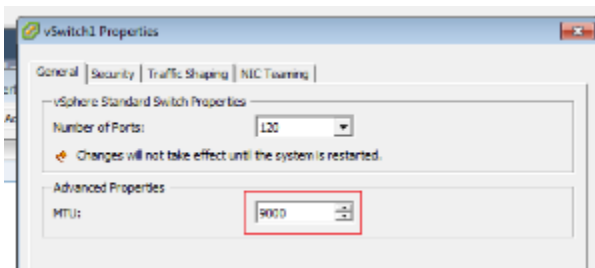 vSwitch1 Properties
General Security Traffic Shaping NIC Teaming
vSphere Standard Switch Properties
Number of Ports: 120
Changes will not take effect until the system is restarted.
Advanced Properties
MTU: 9000